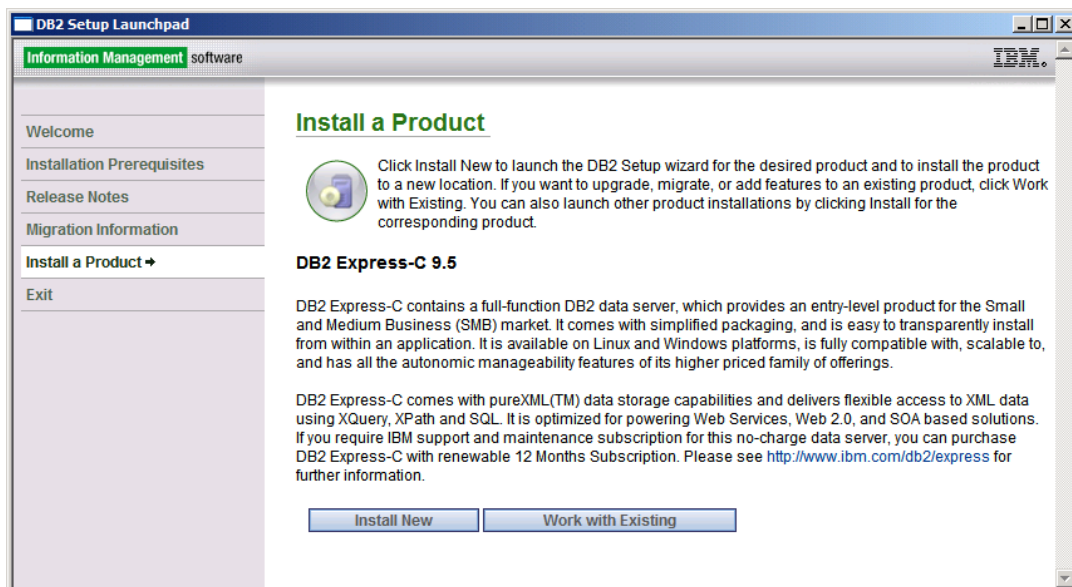 DB2 Setup Launchpad
Information Management software
IBM.
Welcome
Installation Prerequisites
Release Notes
Migration Information
Install a Product
Exit
Install a Product
Click Install New to launch the DB2 Setup wizard for the desired product and to install the product
to a new location. If you want to upgrade, migrate, or add features to an existing product, click Work
with Existing. You can also launch other product installations by clicking Install for the
corresponding product.
DB2 Express-C 9.5
DB2 Express-C contains a full-function DB2 data server, which provides an entry-level product for the Small
and Medium Business (SMB) market. It comes with simplified packaging, and is easy to transparently install
from within an application. It is available on Linux and Windows platforms, is fully compatible with, scalable to,
and has all the autonomic manageability features of its higher priced family of offerings.
DB2 Express-C comes with pureXML(TM) data storage capabilities and delivers flexible access to XML data
using XQuery, XPath and SQL. It is optimized for powering Web Services, Web 2.0, and SOA based solutions.
If you require IBM support and maintenance subscription for this no-charge data server, you can purchase
DB2 Express-C with renewable 12 Months Subscription. Please see http://www.ibm.com/db2/express for
further information.
Install New
Work with Existing